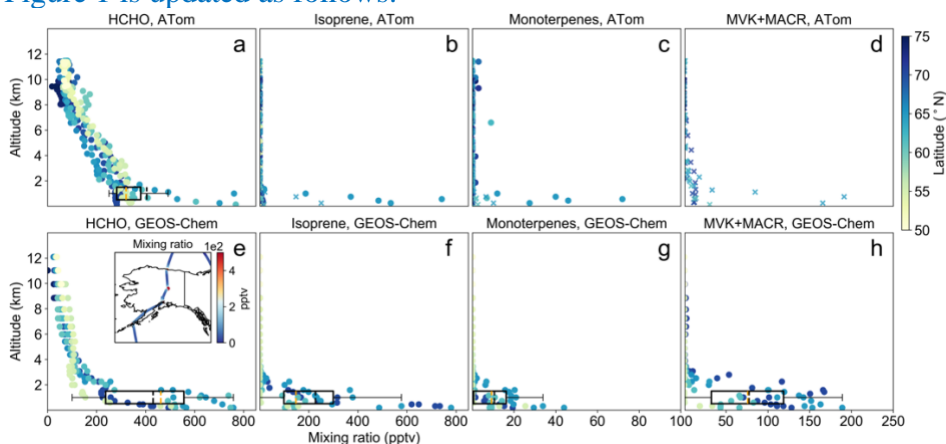 Figure 1 is updated as follows:
HCHO, ATom
Isoprene, ATom
Monoterpenes, ATom
MVK+MACR, ATom
a
b
c
d
Altitude (km)
12
10
8
6
4
2
75
70
65
60
55
50
Latitude (°N)
HCHO, GEOS-Chem
Isoprene, GEOS-Chem
Monoterpenes, GEOS-Chem
MVK+MACR, GEOS-Chem
e
f
g
h
Mixing ratio
1e2
4
2
0
pptv
Altitude (km)
12
10
8
6
4
2
0 200 400 600 800
200 400 600 800
20 40 60 80 100
50 100 150 200 250
Mixing ratio (pptv)